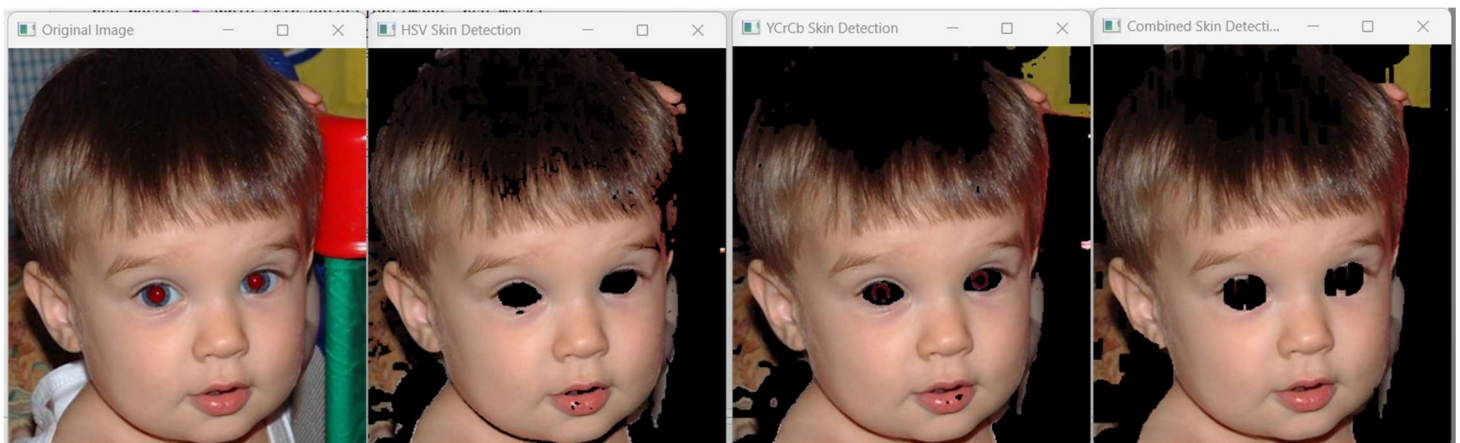 Original Image
HSV Skin Detection
YCrCb Skin Detection
Combined Skin Detecti...